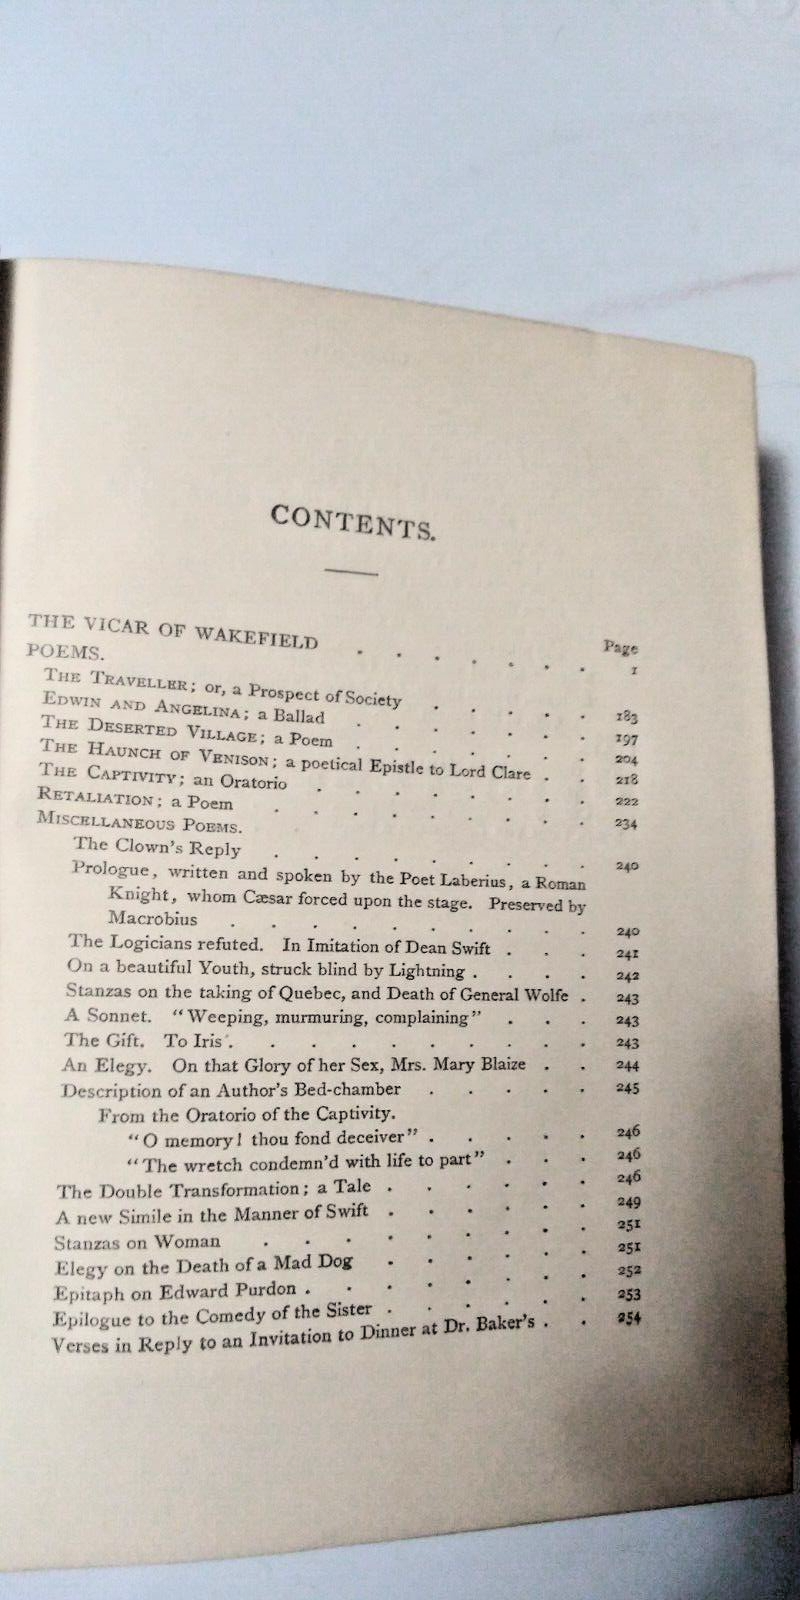 CONTENTS.
Page
THE VICAR OF WAKEFIELD . . . . . . . 1
POEMS.
THE TRAVELLER; or, a Prospect of Society . . . . . 183
EDWIN AND ANGELINA; a Ballad . . . . . . 197
THE DESERTED VILLAGE; a Poem . . . . . . 204
THE HAUNCH OF VENISON; a poetical Epistle to Lord Clare . . 218
THE CAPTIVITY; an Oratorio . . . . . . . 222
RETALIATION; a Poem . . . . . . . . 234
MISCELLANEOUS POEMS.
The Clown's Reply . . . . . . . . 240
Prologue, written and spoken by the Poet Laberius, a Roman
Knight, whom Cæsar forced upon the stage. Preserved by
Macrobius . . . . . . . . . 240
The Logicians refuted. In Imitation of Dean Swift . . . 241
On a beautiful Youth, struck blind by Lightning . . . . 242
Stanzas on the taking of Quebec, and Death of General Wolfe . 243
A Sonnet. "Weeping, murmuring, complaining" . . . 243
The Gift. To Iris . . . . . . . . . 243
An Elegy. On that Glory of her Sex, Mrs. Mary Blaize . . 244
Description of an Author's Bed-chamber . . . . . 245
From the Oratorio of the Captivity.
"O memory! thou fond deceiver" . . . . . 246
"The wretch condemn'd with life to part" . . . 246
The Double Transformation; a Tale . . . . . . 246
A new Simile in the Manner of Swift . . . . . . 249
Stanzas on Woman . . . . . . . . . 251
Elegy on the Death of a Mad Dog . . . . . . 251
Epitaph on Edward Purdon . . . . . . . . 252
Epilogue to the Comedy of the Sister . . . . . . 253
Verses in Reply to an Invitation to Dinner at Dr. Baker's . . 254